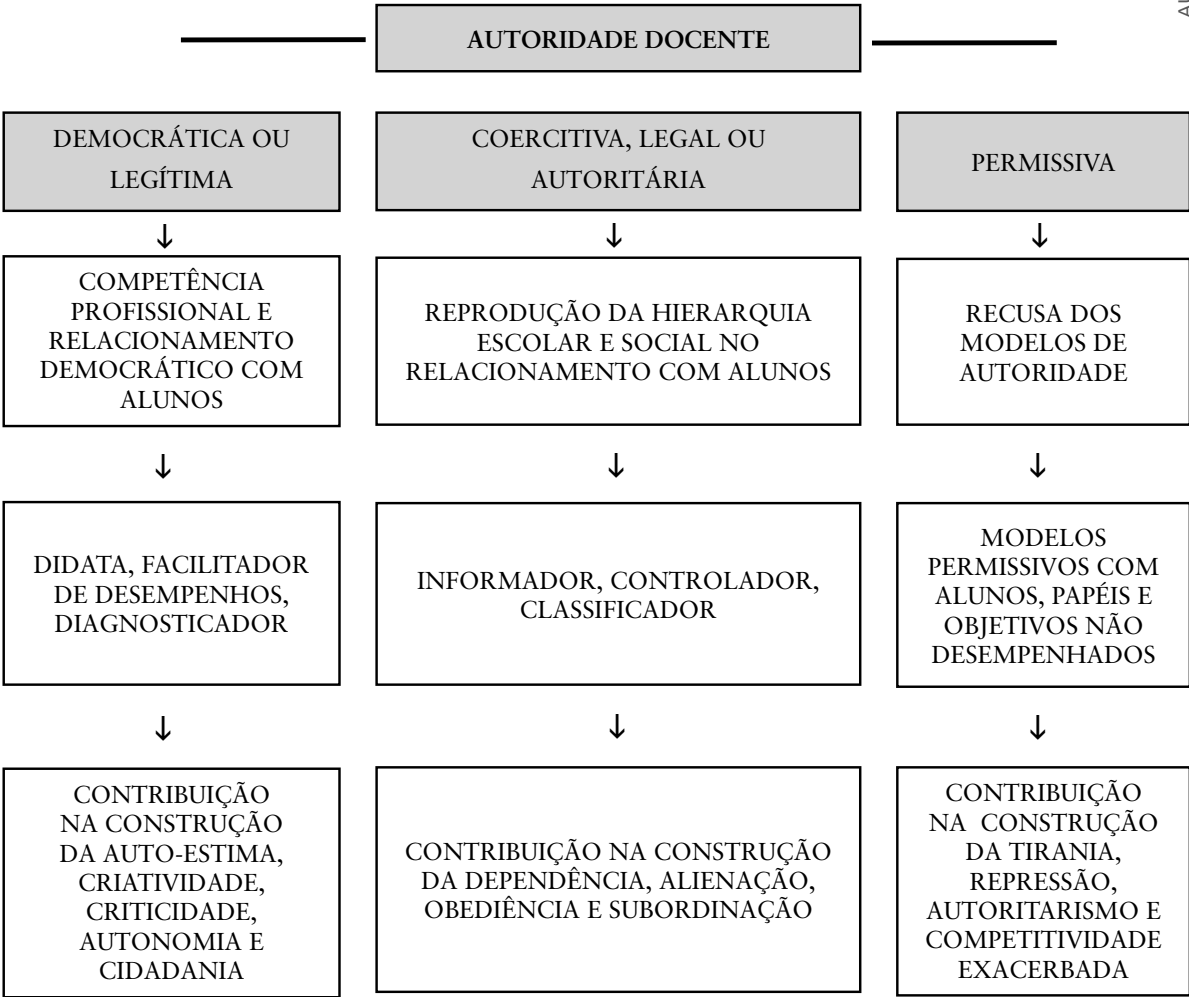 AUTORIDADE DOCENTE
DEMOCRÁTICA OU
LEGÍTIMA
COERCITIVA, LEGAL OU
AUTORITÁRIA
PERMISSIVA
↓
↓
↓
COMPETÊNCIA
PROFISSIONAL E
RELACIONAMENTO
DEMOCRÁTICO COM
ALUNOS
REPRODUÇÃO DA HIERARQUIA
ESCOLAR E SOCIAL NO
RELACIONAMENTO COM ALUNOS
RECUSA DOS
MODELOS DE
AUTORIDADE
↓
↓
↓
DIDATA, FACILITADOR
DE DESEMPENHOS,
DIAGNOSTICADOR
INFORMADOR, CONTROLADOR,
CLASSIFICADOR
MODELOS
PERMISSIVOS COM
ALUNOS, PAPÉIS E
OBJETIVOS NÃO
DESEMPENHADOS
↓
↓
↓
CONTRIBUIÇÃO
NA CONSTRUÇÃO
DA AUTO-ESTIMA,
CRIATIVIDADE,
CRITICIDADE,
AUTONOMIA E
CIDADANIA
CONTRIBUIÇÃO NA CONSTRUÇÃO
DA DEPENDÊNCIA, ALIENAÇÃO,
OBEDIÊNCIA E SUBORDINAÇÃO
CONTRIBUIÇÃO
NA CONSTRUÇÃO
DA TIRANIA,
REPRESSÃO,
AUTORITARISMO E
COMPETITIVIDADE
EXACERBADA